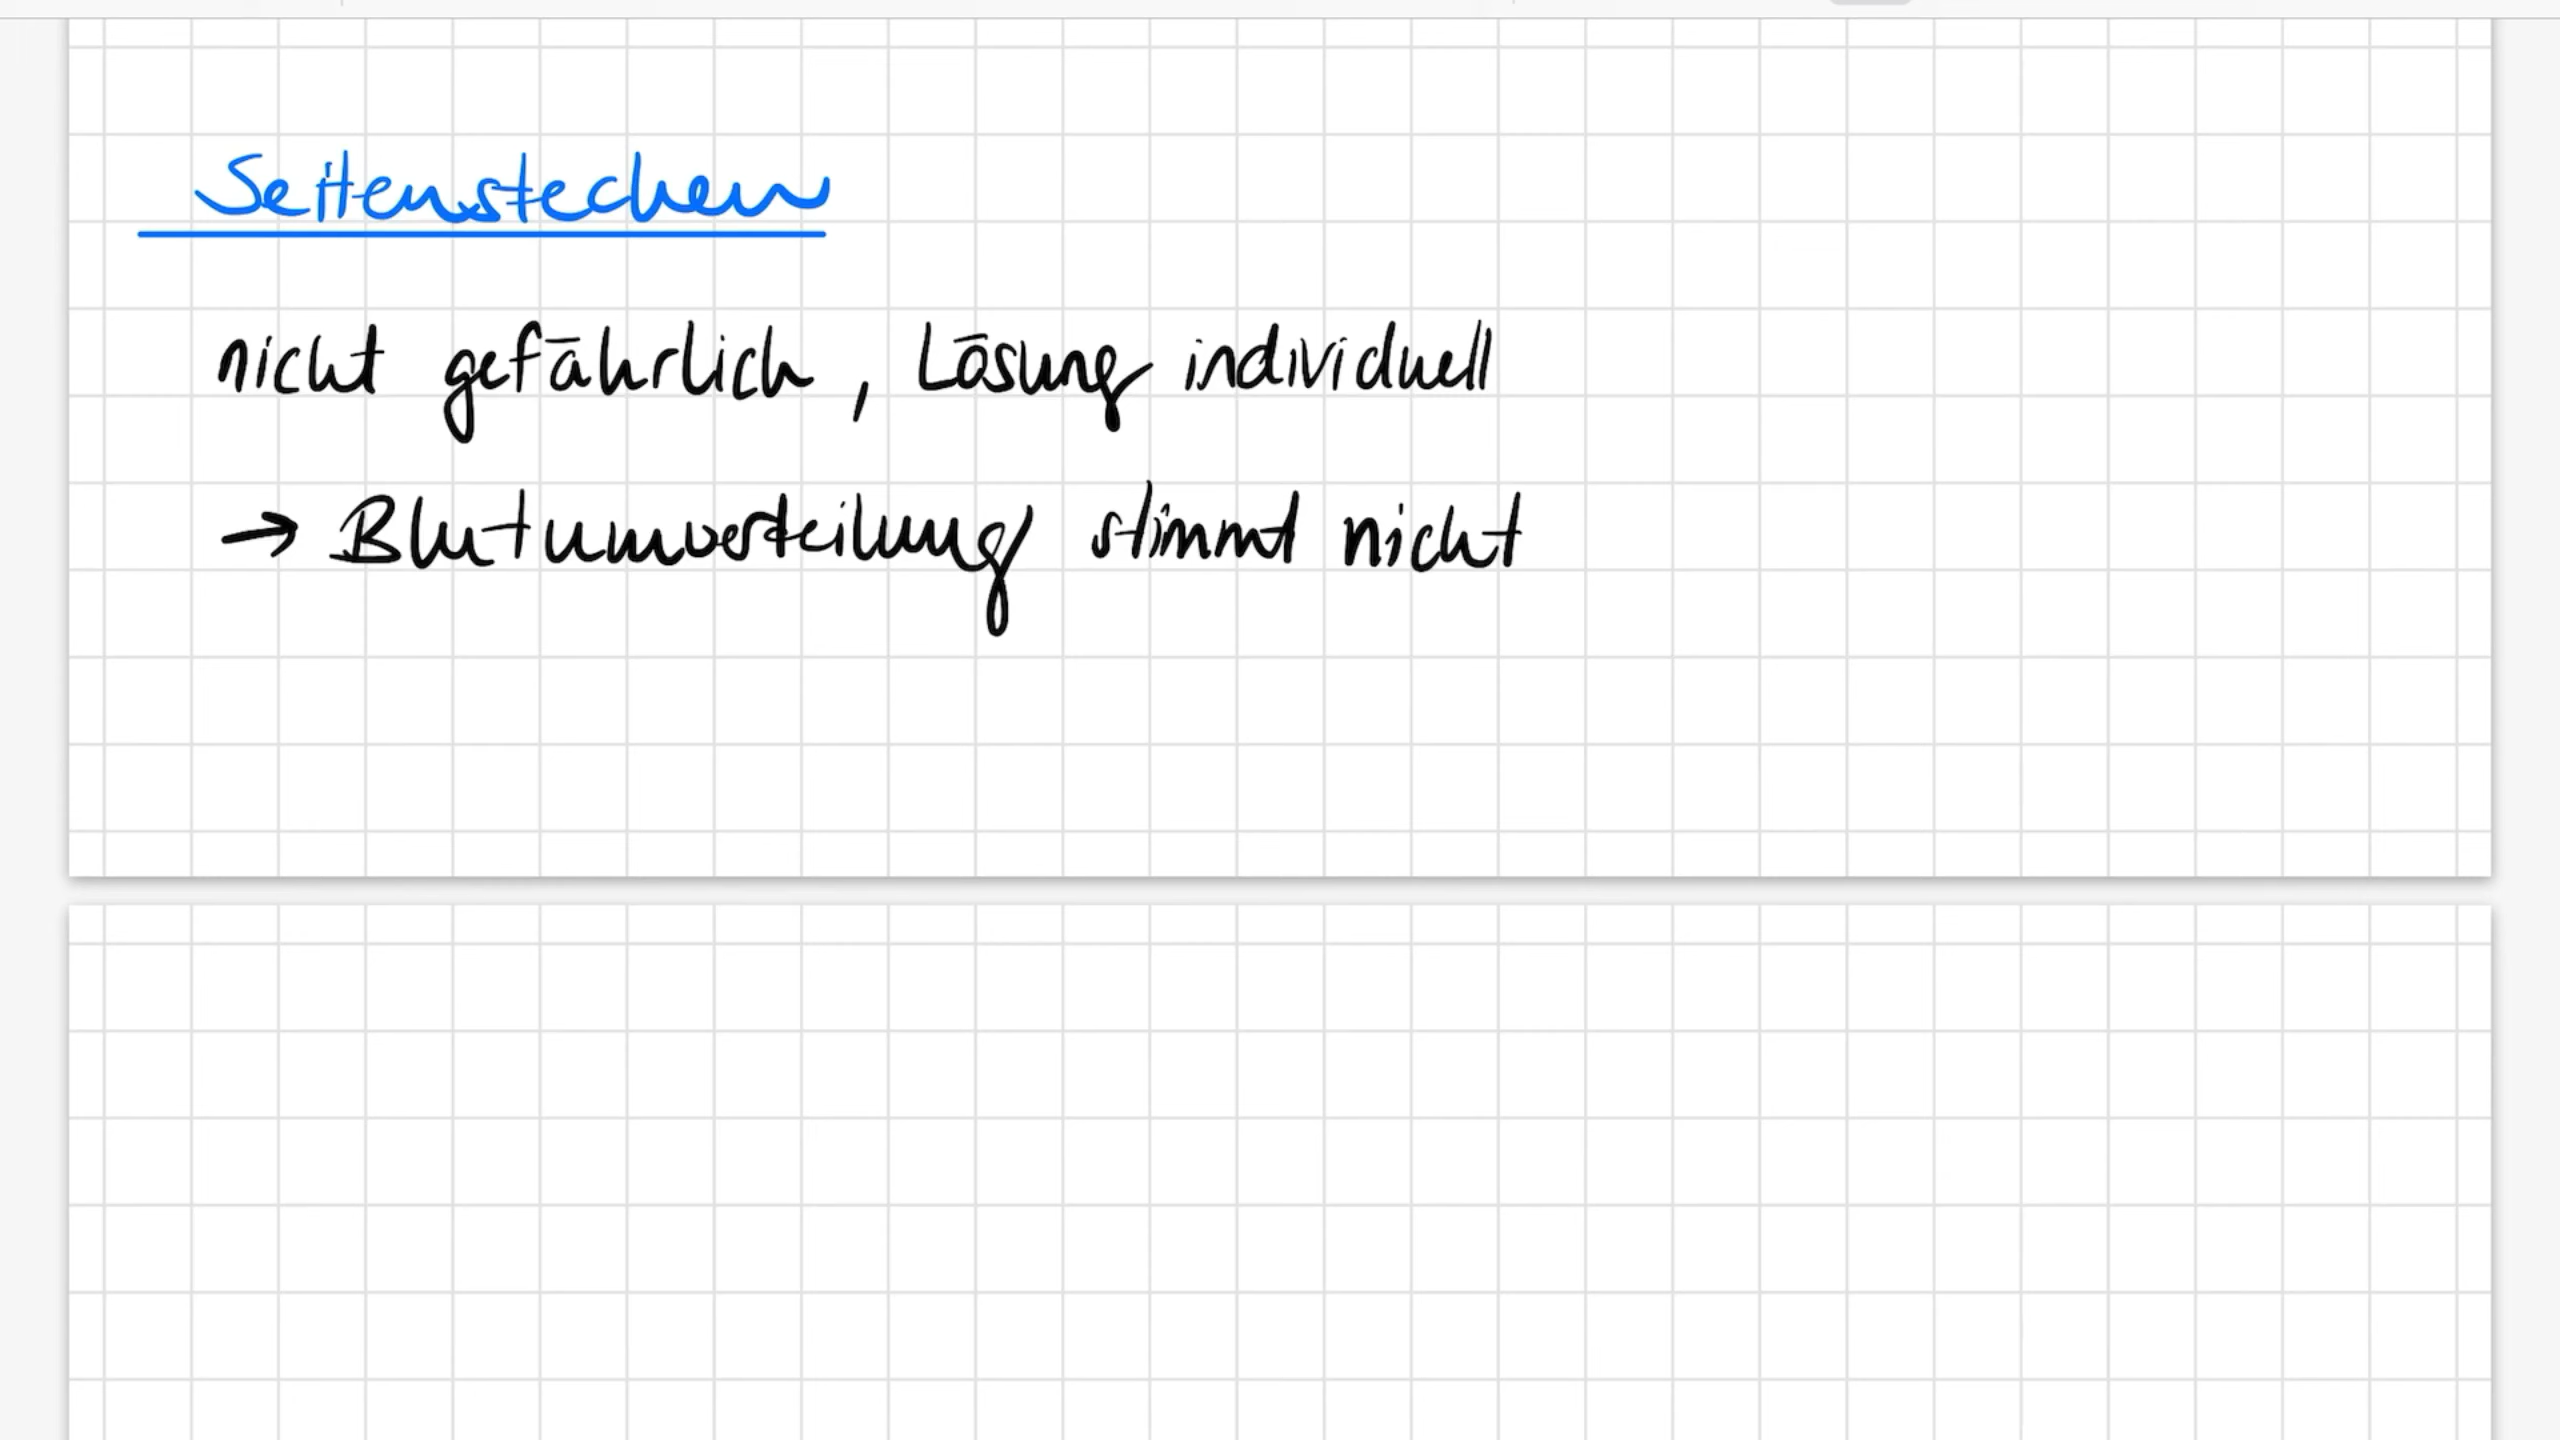 Seitenstechen
nicht gefährlich, Lösung individuell
→ Blutumverteilung stimmt nicht